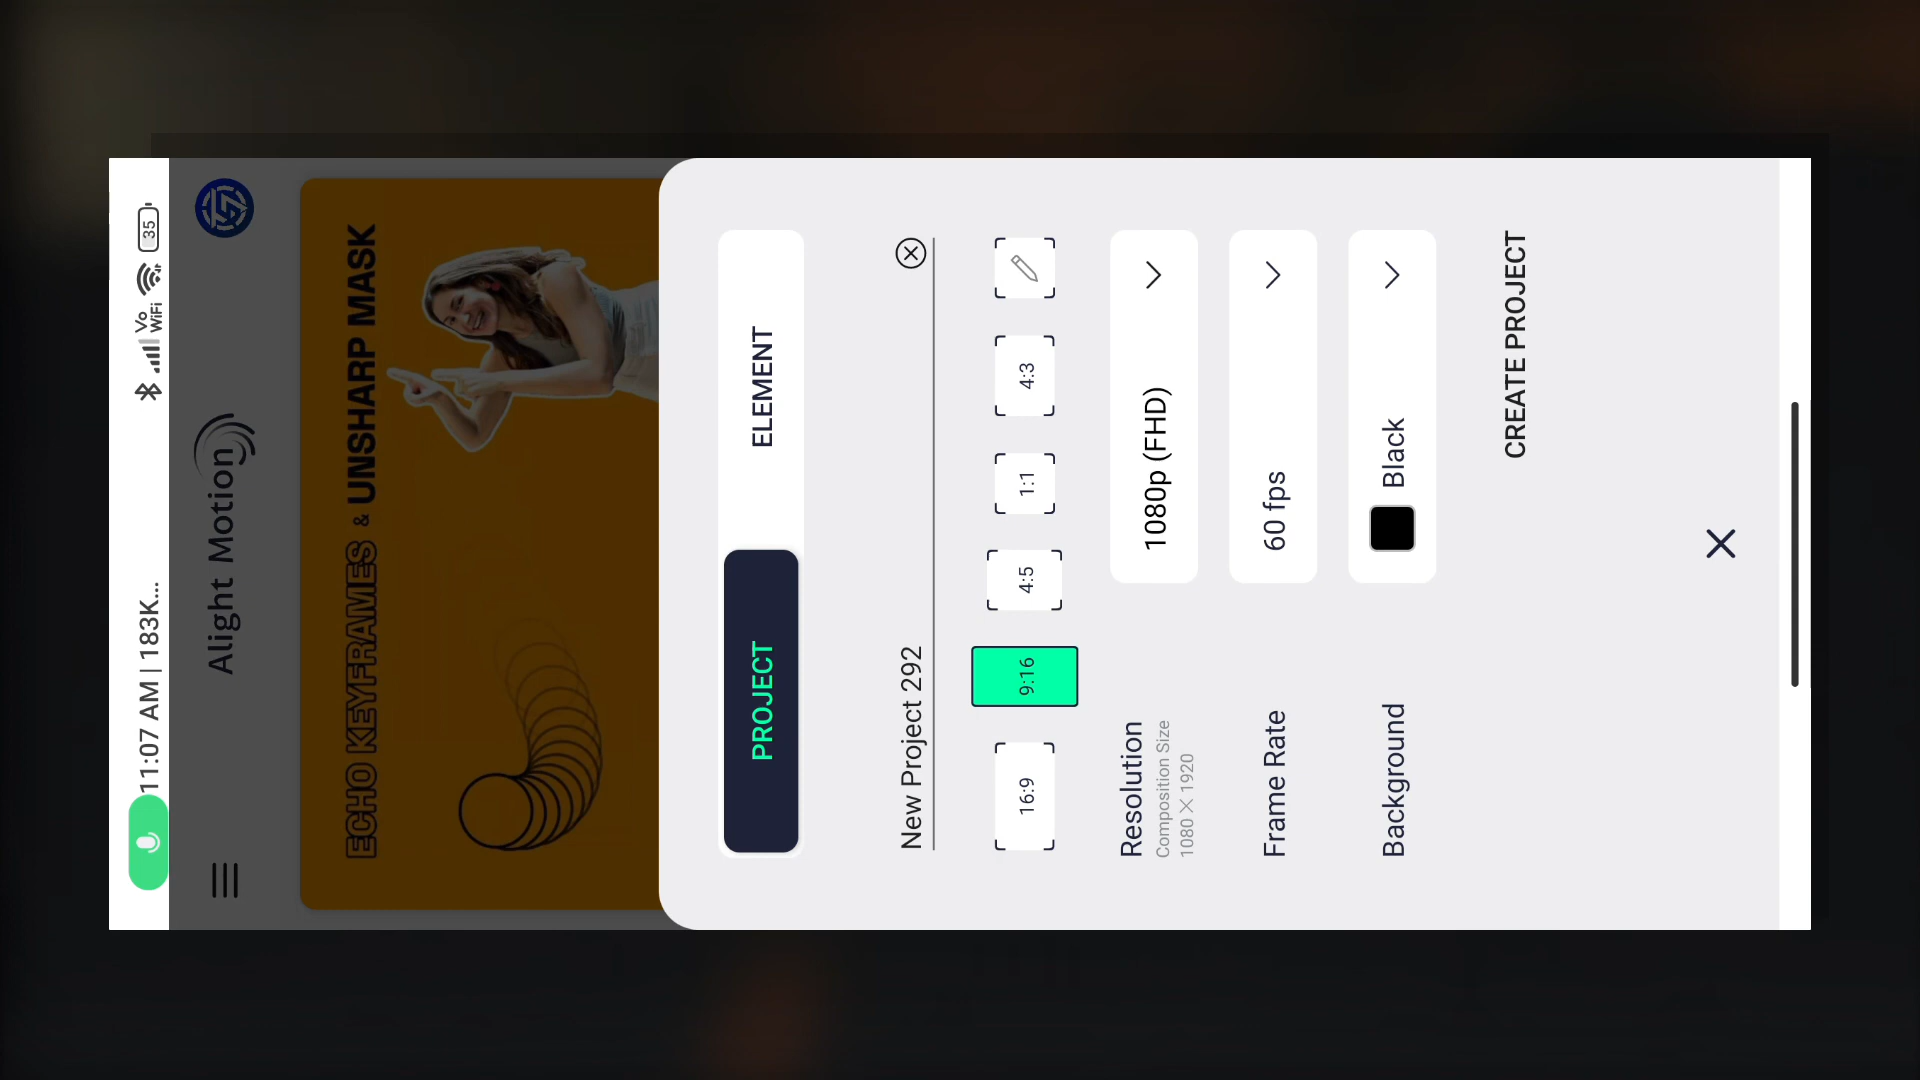 11:07 AM | 183K...
Vo
WiFi
35
Alight Motion
ECHO KEYFRAMES & UNSHARP MASK
PROJECT
ELEMENT
New Project 292
16:9
9:16
4:5
1:1
4:3
Resolution
Composition Size
1080 X 1920
1080p (FHD)
Frame Rate
60 fps
Background
Black
CREATE PROJECT